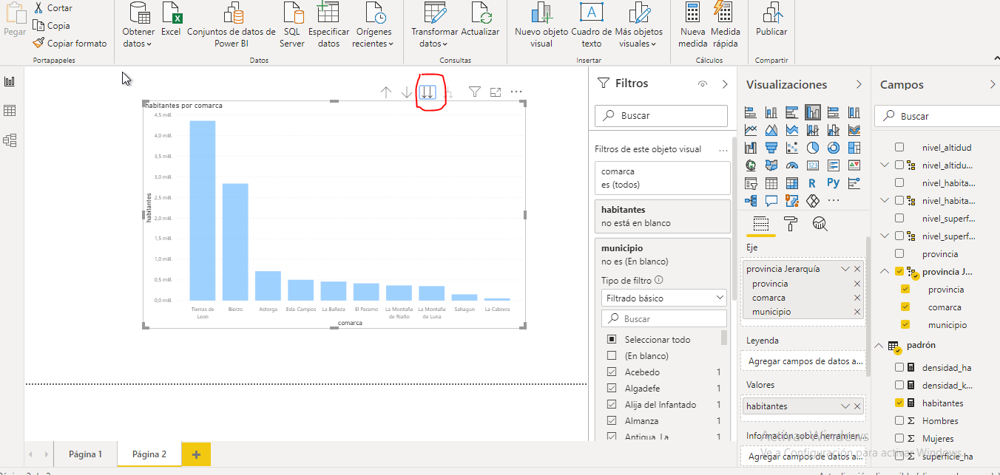 Cortar
Copia
Copiar formato
Pegar
Portapapeles
Obtener
datos
Excel
Conjuntos de datos de
Power BI
SQL
Server
Especificar
datos
Orígenes
recientes
Datos
Transformar
datos
Actualizar
Consultas
Nuevo objeto
visual
Cuadro de
texto
Más objetos
visuales
Insertar
Nueva
medida
Medida
rápida
Cálculos
Publicar
Compartir
habitantes por comarca
4,5 mill.
4,0 mill.
3,5 mill.
3,0 mill.
2,5 mill.
2,0 mill.
1,5 mill.
1,0 mill.
0,5 mill.
0,0 mill.
habitantes
Tierras de
Leon
Bierzo
Astorga
Esla-Campos
La Bañeza
El Paramo
La Montaña
de Riaño
La Montaña
de Luna
Sahagun
La Cabrera
comarca
Filtros
Buscar
Filtros de este objeto visual
comarca
es (todos)
habitantes
no está en blanco
municipio
no es (En blanco)
Tipo de filtro
Filtrado básico
Buscar
Seleccionar todo
(En blanco)
Acebedo 1
Algadefe 1
Alija del Infantado 1
Almanza 1
Antigua, La 1
Visualizaciones
R
Py
123
Eje
provincia Jerarquía
provincia
comarca
municipio
Leyenda
Agregar campos de datos a...
Valores
habitantes
Información sobre herramien...
Agregar campos de datos a...
Campos
Buscar
nivel_altidud
nivel_altidu...
nivel_habita...
nivel_habita...
nivel_superf...
nivel_superf...
provincia
provincia J...
provincia
comarca
municipio
padrón
densidad_ha
densidad_k...
habitantes
Hombres
Mujeres
superficie_ha
Activar Windows
Ve a Configuración para activar Windows.
Página 1
Página 2